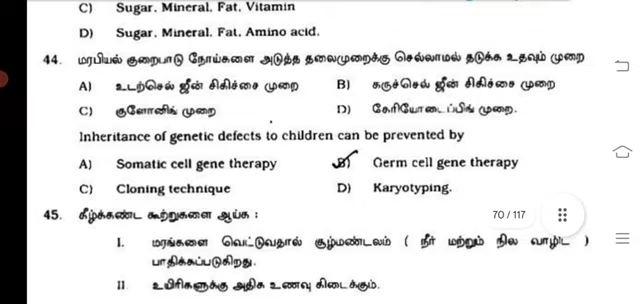 C) Sugar, Mineral, Fat, Vitamin
D) Sugar, Mineral, Fat, Amino acid.
44. மரபியல் குறைபாடு நோய்களை அடுத்த தலைமுறைக்கு செல்லாமல் தடுக்க உதவும் முறை
A) உடற்செல் ஜீன் சிகிச்சை முறை B) கருச்செல் ஜீன் சிகிச்சை முறை
C) குளோனிங் முறை D) கேரியோடைப்பிங் முறை.
Inheritance of genetic defects to children can be prevented by
A) Somatic cell gene therapy B) Germ cell gene therapy
C) Cloning technique D) Karyotyping.
70 / 117
45. கீழ்க்கண்ட கூற்றுகளை ஆய்க :
I. மரங்களை வெட்டுவதால் சூழ்மண்டலம் ( நீர் மற்றும் நில வாழிட )
பாதிக்கப்படுகிறது.
II உயிரிகளுக்கு அதிக உணவு கிடைக்கும்.